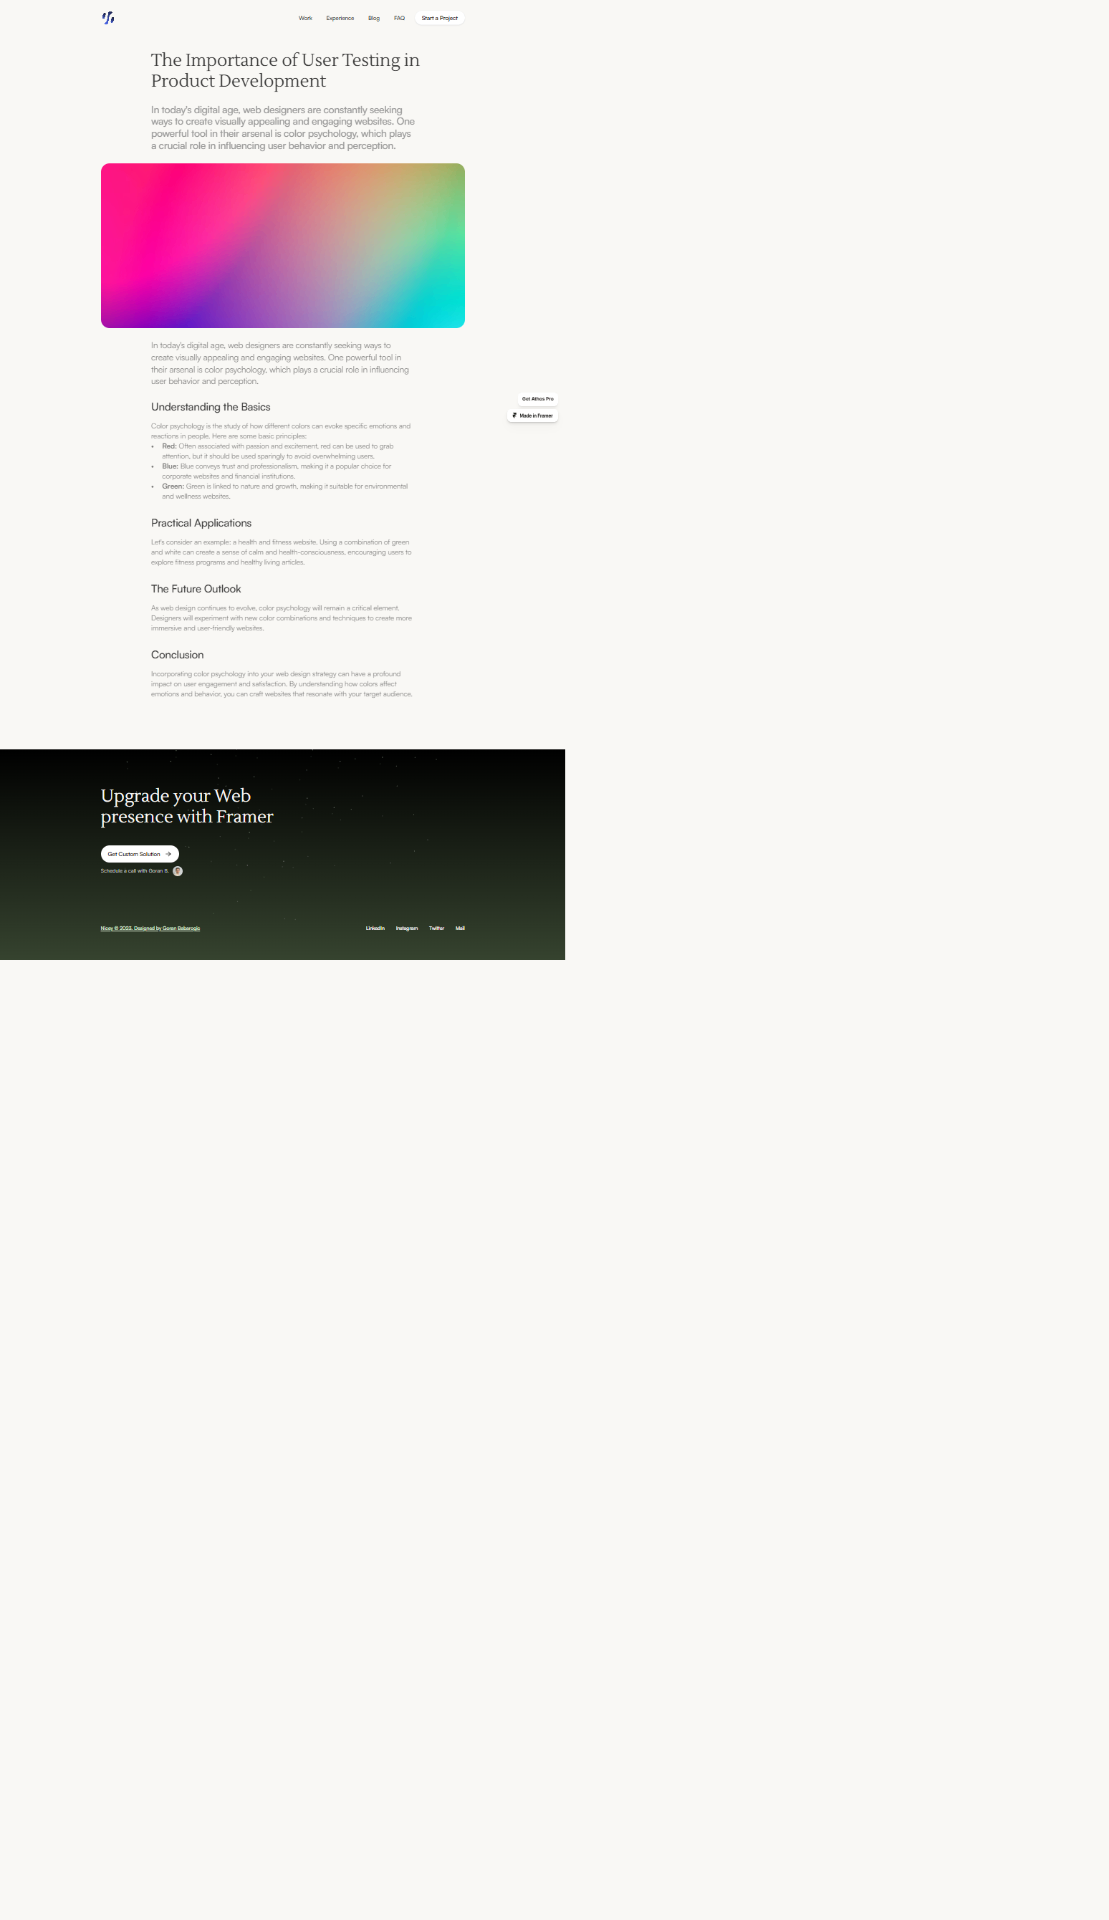 Work Experience Blog FAQ Start a Project
The Importance of User Testing in
Product Development
In today's digital age, web designers are constantly seeking
ways to create visually appealing and engaging websites. One
powerful tool in their arsenal is color psychology, which plays
a crucial role in influencing user behavior and perception.
In today's digital age, web designers are constantly seeking ways to
create visually appealing and engaging websites. One powerful tool in
their arsenal is color psychology, which plays a crucial role in influencing
user behavior and perception.
Get Athos Pro
Made in Framer
Understanding the Basics
Color psychology is the study of how different colors can evoke specific emotions and
reactions in people. Here are some basic principles:
• Red: Often associated with passion and excitement, red can be used to grab
attention, but it should be used sparingly to avoid overwhelming users.
• Blue: Blue conveys trust and professionalism, making it a popular choice for
corporate websites and financial institutions.
• Green: Green is linked to nature and growth, making it suitable for environmental
and wellness websites.
Practical Applications
Let's consider an example: a health and fitness website. Using a combination of green
and white can create a sense of calm and health-consciousness, encouraging users to
explore fitness programs and healthy living articles.
The Future Outlook
As web design continues to evolve, color psychology will remain a critical element.
Designers will experiment with new color combinations and techniques to create more
immersive and user-friendly websites.
Conclusion
Incorporating color psychology into your web design strategy can have a profound
impact on user engagement and satisfaction. By understanding how colors affect
emotions and behavior, you can craft websites that resonate with your target audience.
Upgrade your Web
presence with Framer
Get Custom Solution
Schedule a call with Goran B.
© 2023. Designed by Goran
LinkedIn Instagram Twitter Mail